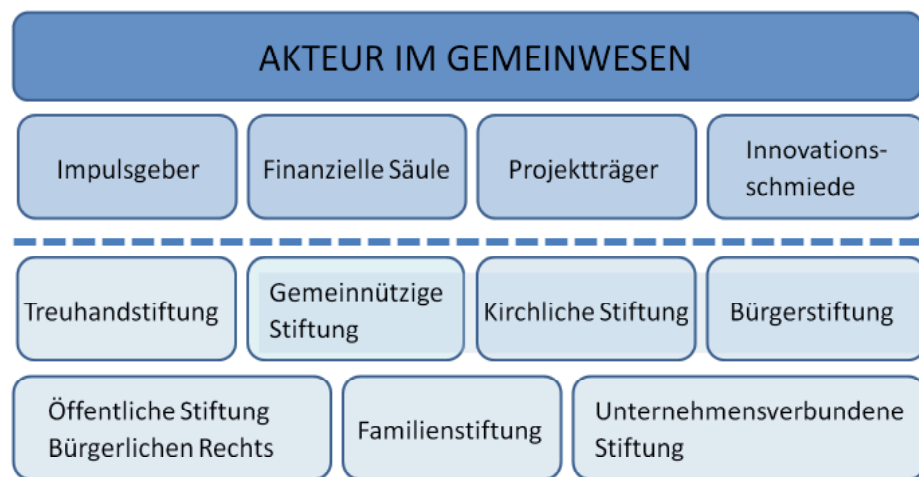 AKTEUR IM GEMEINWESEN
Impulsgeber
Finanzielle Säule
Projektträger
Innovations-
schmiede
Treuhandstiftung
Gemeinnützige
Stiftung
Kirchliche Stiftung
Bürgerstiftung
Öffentliche Stiftung
Bürgerlichen Rechts
Familienstiftung
Unternehmensverbundene
Stiftung